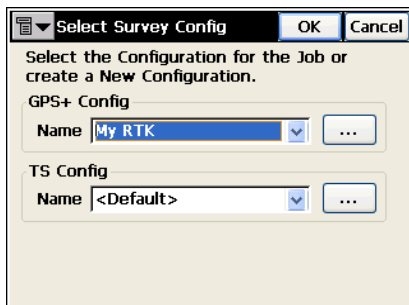 Select Survey Config OK Cancel
Select the Configuration for the Job or
create a New Configuration.
GPS+ Config
Name My RTK ...
TS Config
Name <Default> ...